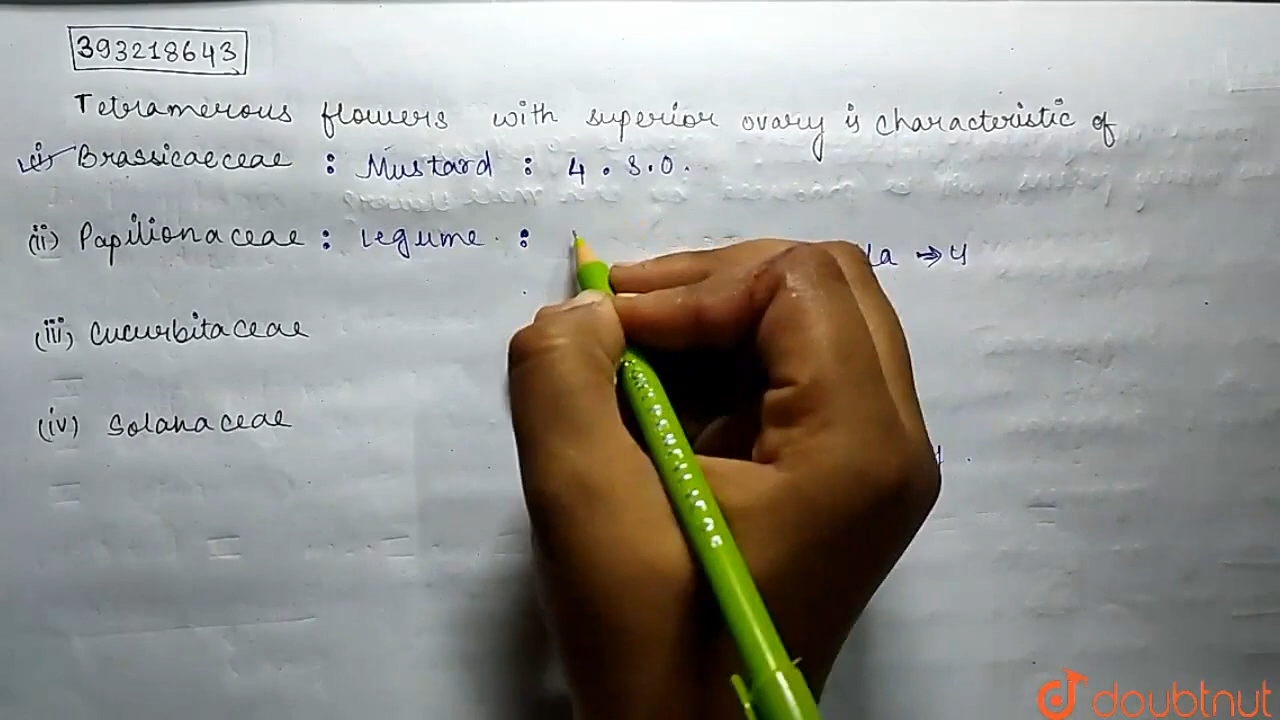 393218643
Tetramerous flowers with superior ovary is characteristic of
(i) Brassicaeceae : Mustard : 4 . S.O.
(ii) Papilionaceae : Legume :
la → 4
(iii) Cucurbitaceae
(iv) Solanaceae
doubtnut